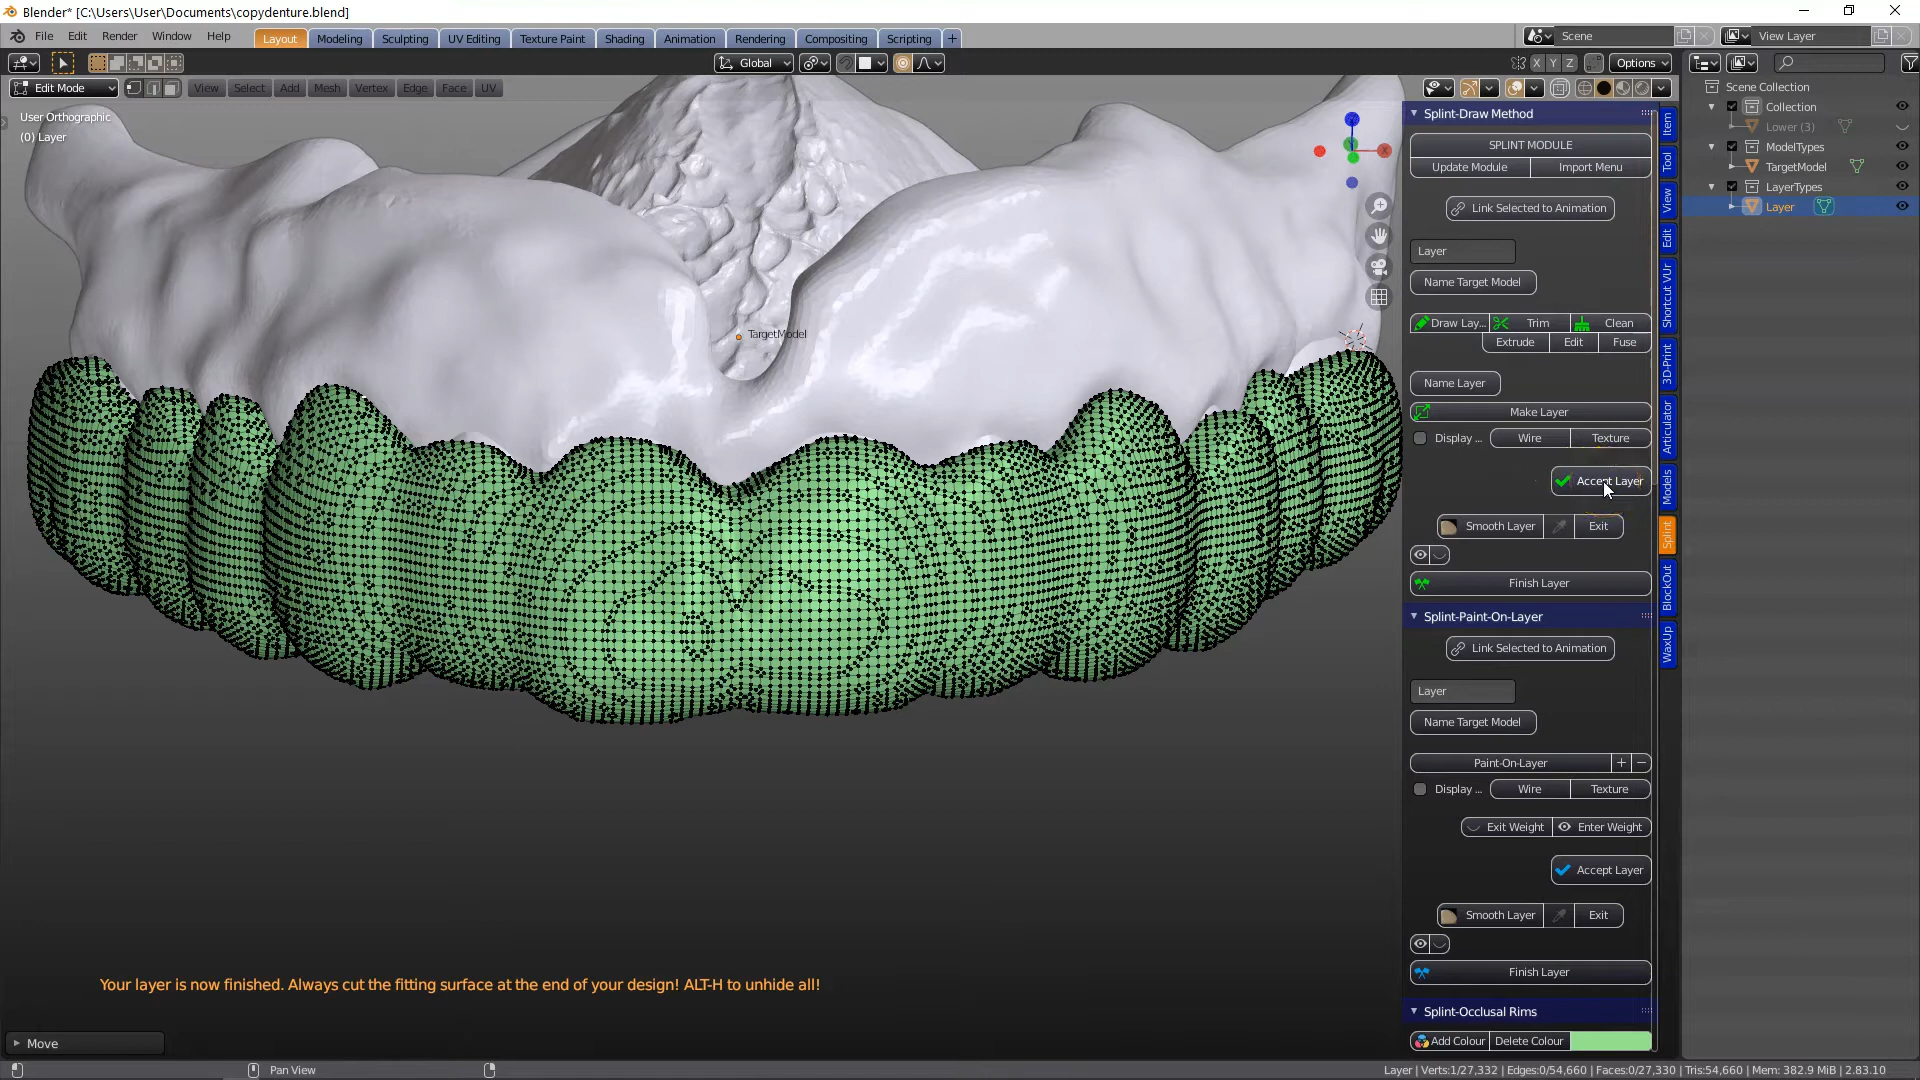 Blender* [C:\Users\User\Documents\copydenture.blend]
File Edit Render Window Help Layout Modeling Sculpting UV Editing Texture Paint Shading Animation Rendering Compositing Scripting + Scene View Layer
Global X Y Z Options
Edit Mode View Select Add Mesh Vertex Edge Face UV
User Orthographic
(0) Layer
TargetModel
X
Your layer is now finished. Always cut the fitting surface at the end of your design! ALT-H to unhide all!
Move
Splint-Draw Method
SPLINT MODULE
Update Module Import Menu
Link Selected to Animation
Layer
Name Target Model
Draw Lay... Trim Clean
Extrude Edit Fuse
Name Layer
Make Layer
Display ... Wire Texture
Accept Layer
Smooth Layer Exit
Finish Layer
Splint-Paint-On-Layer
Link Selected to Animation
Layer
Name Target Model
Paint-On-Layer + −
Display ... Wire Texture
Exit Weight Enter Weight
Accept Layer
Smooth Layer Exit
Finish Layer
Splint-Occlusal Rims
Add Colour Delete Colour
Item
Tool
View
Edit
Shortcut VUr
3D-Print
Articulator
Models
Splint
BlockOut
WaxUp
Scene Collection
Collection
Lower (3)
ModelTypes
TargetModel
LayerTypes
Layer
Pan View
Layer | Verts:1/27,332 | Edges:0/54,660 | Faces:0/27,330 | Tris:54,660 | Mem: 382.9 MiB | 2.83.10